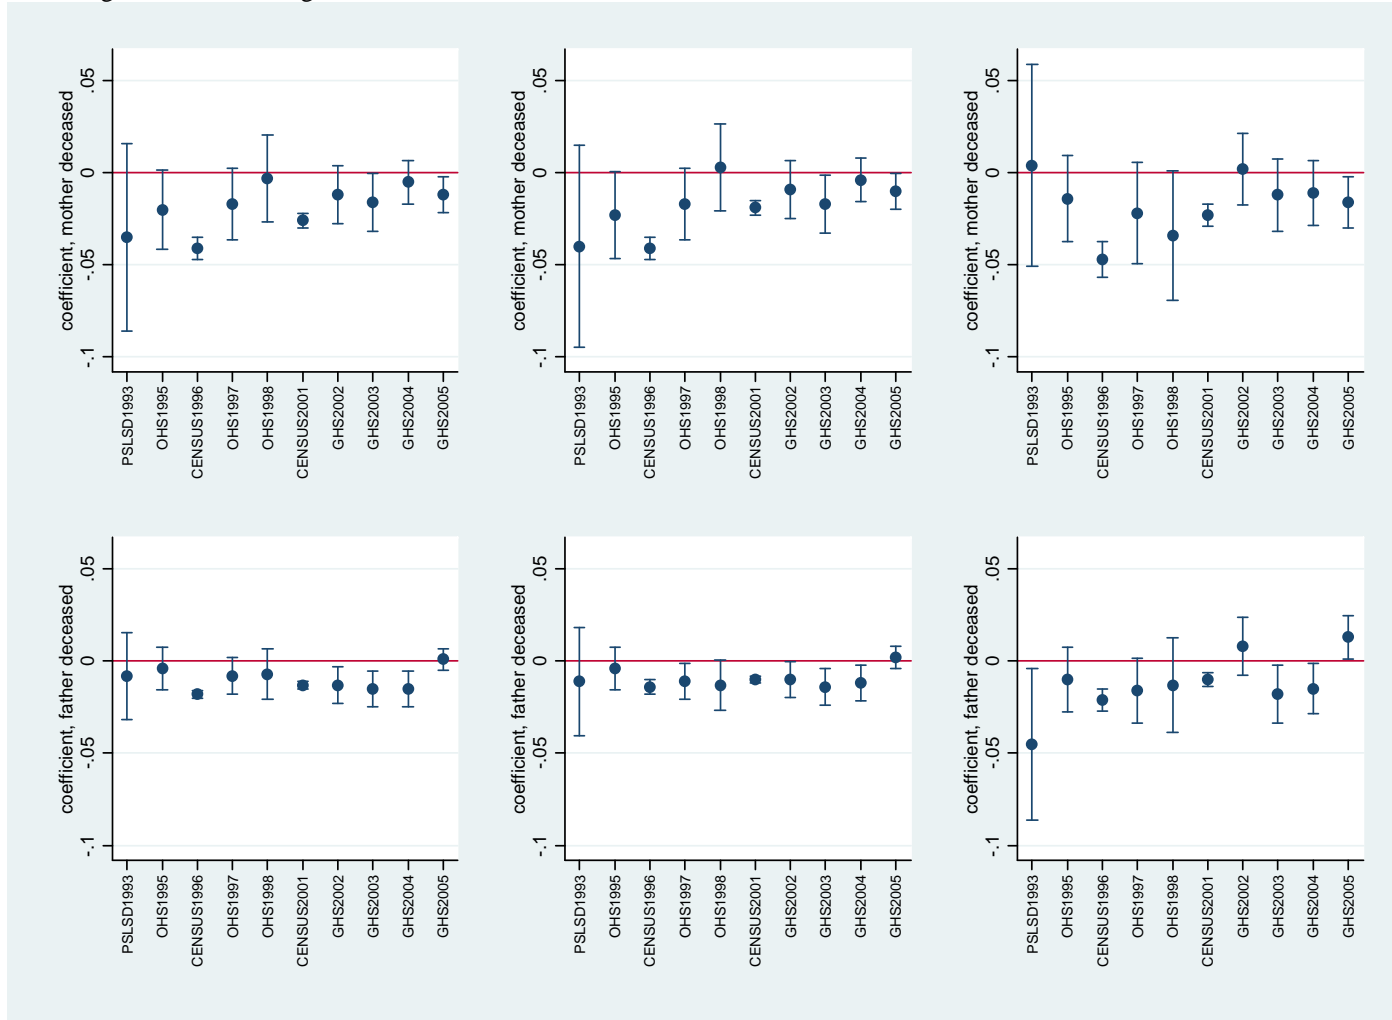 coefficient, mother deceased
.05
0
-.05
-.1
PSLSD1993
OHS1995
CENSUS1996
OHS1997
OHS1998
CENSUS2001
GHS2002
GHS2003
GHS2004
GHS2005
coefficient, mother deceased
.05
0
-.05
-.1
PSLSD1993
OHS1995
CENSUS1996
OHS1997
OHS1998
CENSUS2001
GHS2002
GHS2003
GHS2004
GHS2005
coefficient, mother deceased
.05
0
-.05
-.1
PSLSD1993
OHS1995
CENSUS1996
OHS1997
OHS1998
CENSUS2001
GHS2002
GHS2003
GHS2004
GHS2005
coefficient, father deceased
.05
0
-.05
-.1
PSLSD1993
OHS1995
CENSUS1996
OHS1997
OHS1998
CENSUS2001
GHS2002
GHS2003
GHS2004
GHS2005
coefficient, father deceased
.05
0
-.05
-.1
PSLSD1993
OHS1995
CENSUS1996
OHS1997
OHS1998
CENSUS2001
GHS2002
GHS2003
GHS2004
GHS2005
coefficient, father deceased
.05
0
-.05
-.1
PSLSD1993
OHS1995
CENSUS1996
OHS1997
OHS1998
CENSUS2001
GHS2002
GHS2003
GHS2004
GHS2005